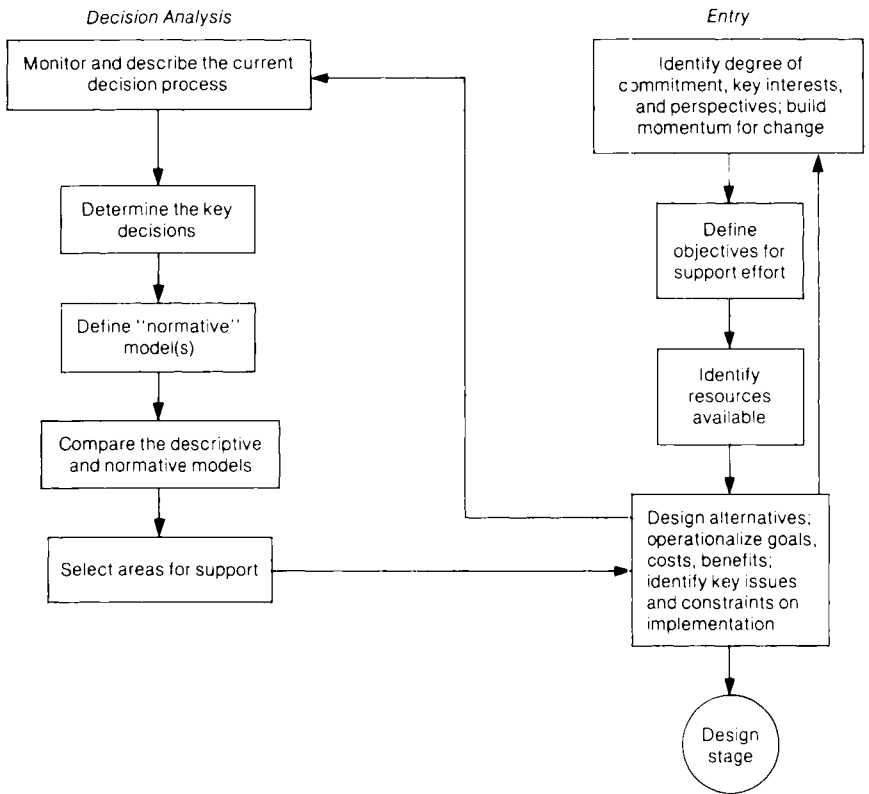 Decision Analysis
Monitor and describe the current
decision process
Determine the key
decisions
Define "normative"
model(s)
Compare the descriptive
and normative models
Select areas for support
Entry
Identify degree of
commitment, key interests,
and perspectives; build
momentum for change
Define
objectives for
support effort
Identify
resources
available
Design alternatives;
operationalize goals,
costs, benefits;
identify key issues
and constraints on
implementation
Design
stage